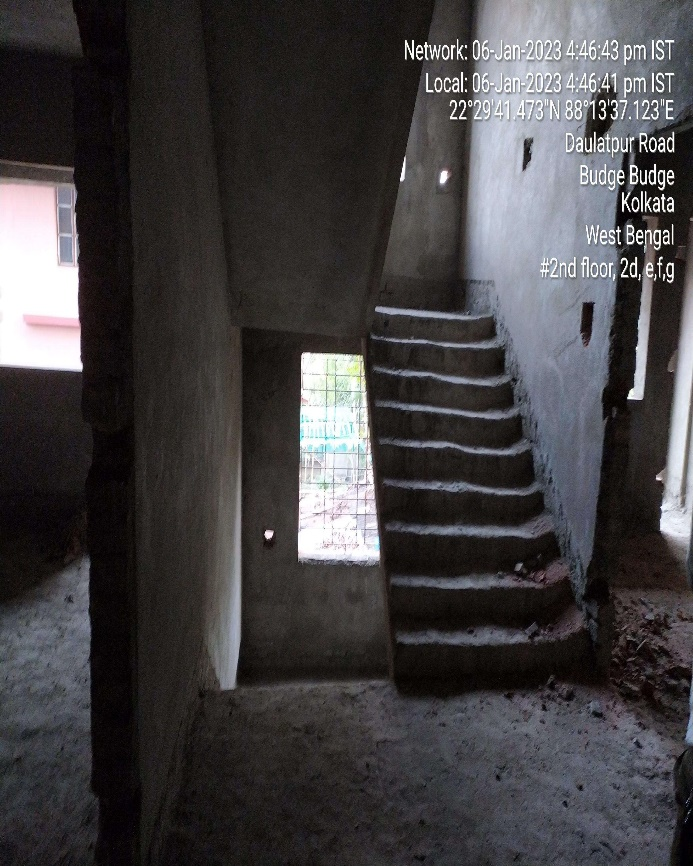 Network: 06-Jan-2023 4:46:43 pm IST
Local: 06-Jan-2023 4:46:41 pm IST
22°29'41.473"N 88°13'37.123"E
Daulatpur Road
Budge Budge
Kolkata
West Bengal
#2nd floor, 2d, e,f,g